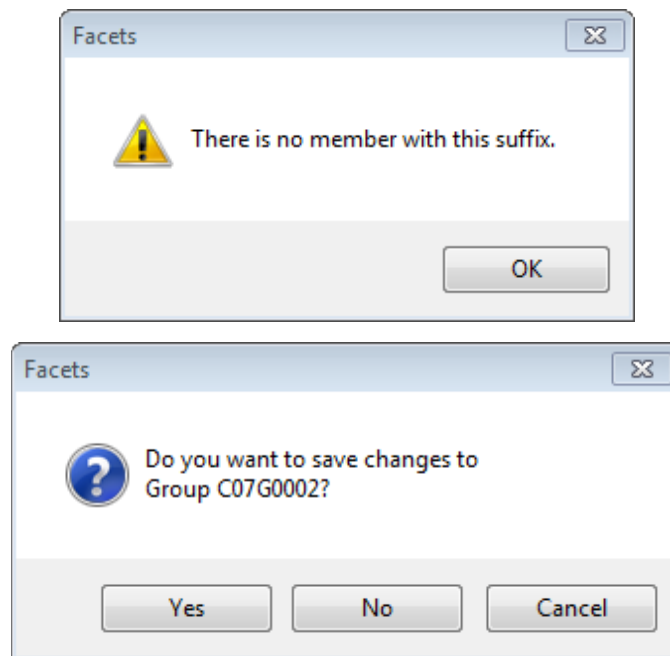 Facets
There is no member with this suffix.
OK
Facets
Do you want to save changes to
Group C07G0002?
Yes No Cancel